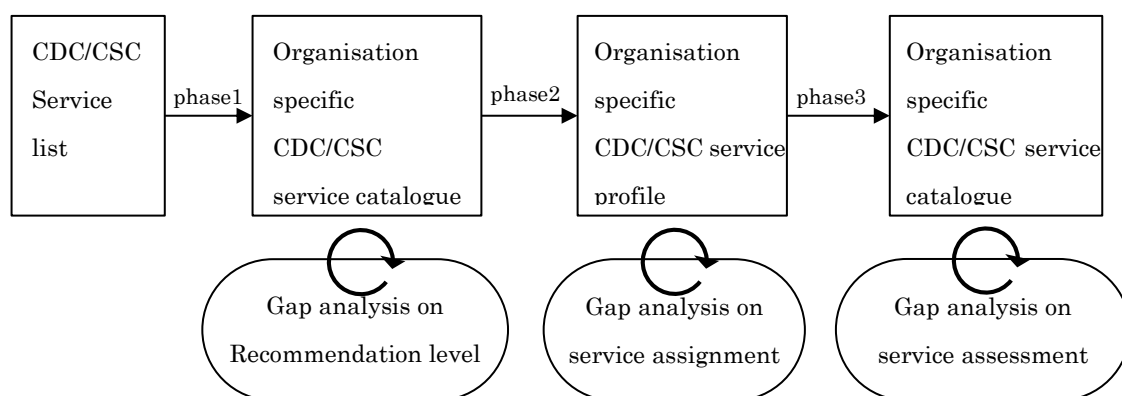 CDC/CSC
Service
list
phase1
Organisation
specific
CDC/CSC
service catalogue
phase2
Organisation
specific
CDC/CSC service
profile
phase3
Organisation
specific
CDC/CSC service
catalogue
Gap analysis on
Recommendation level
Gap analysis on
service assignment
Gap analysis on
service assessment